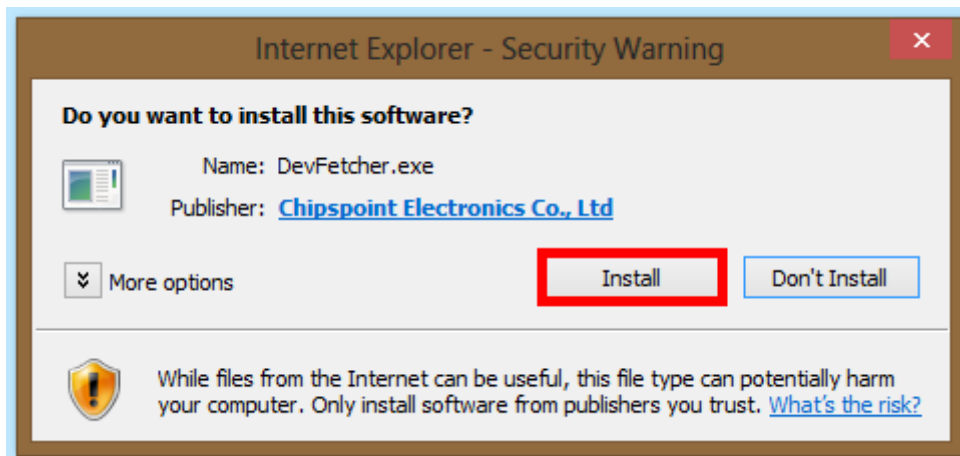 Internet Explorer - Security Warning
Do you want to install this software?
Name: DevFetcher.exe
Publisher: Chipspoint Electronics Co., Ltd
More options
Install
Don't Install
While files from the Internet can be useful, this file type can potentially harm
your computer. Only install software from publishers you trust. What's the risk?